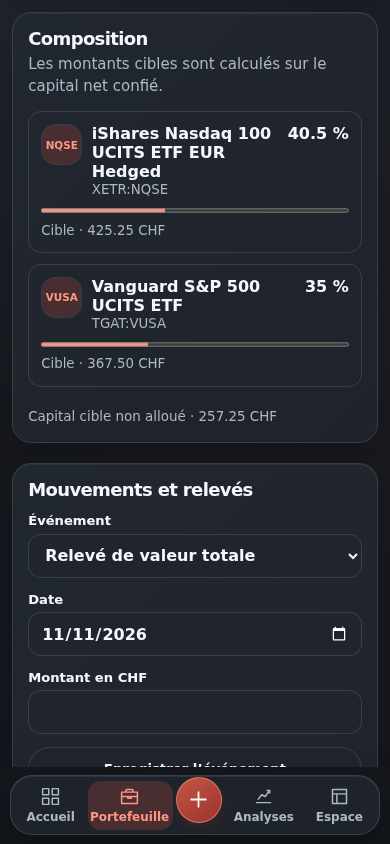 Composition
Les montants cibles sont calculés sur le
capital net confié.
NQSE
iShares Nasdaq 100 40.5 %
UCITS ETF EUR
Hedged
XETR:NQSE
Cible · 425.25 CHF
VUSA
Vanguard S&P 500 35 %
UCITS ETF
TGAT:VUSA
Cible · 367.50 CHF
Capital cible non alloué · 257.25 CHF
Mouvements et relevés
Événement
Relevé de valeur totale
Date
11/11/2026
Montant en CHF
Enregistrer l'événement
Accueil Portefeuille Analyses Espace